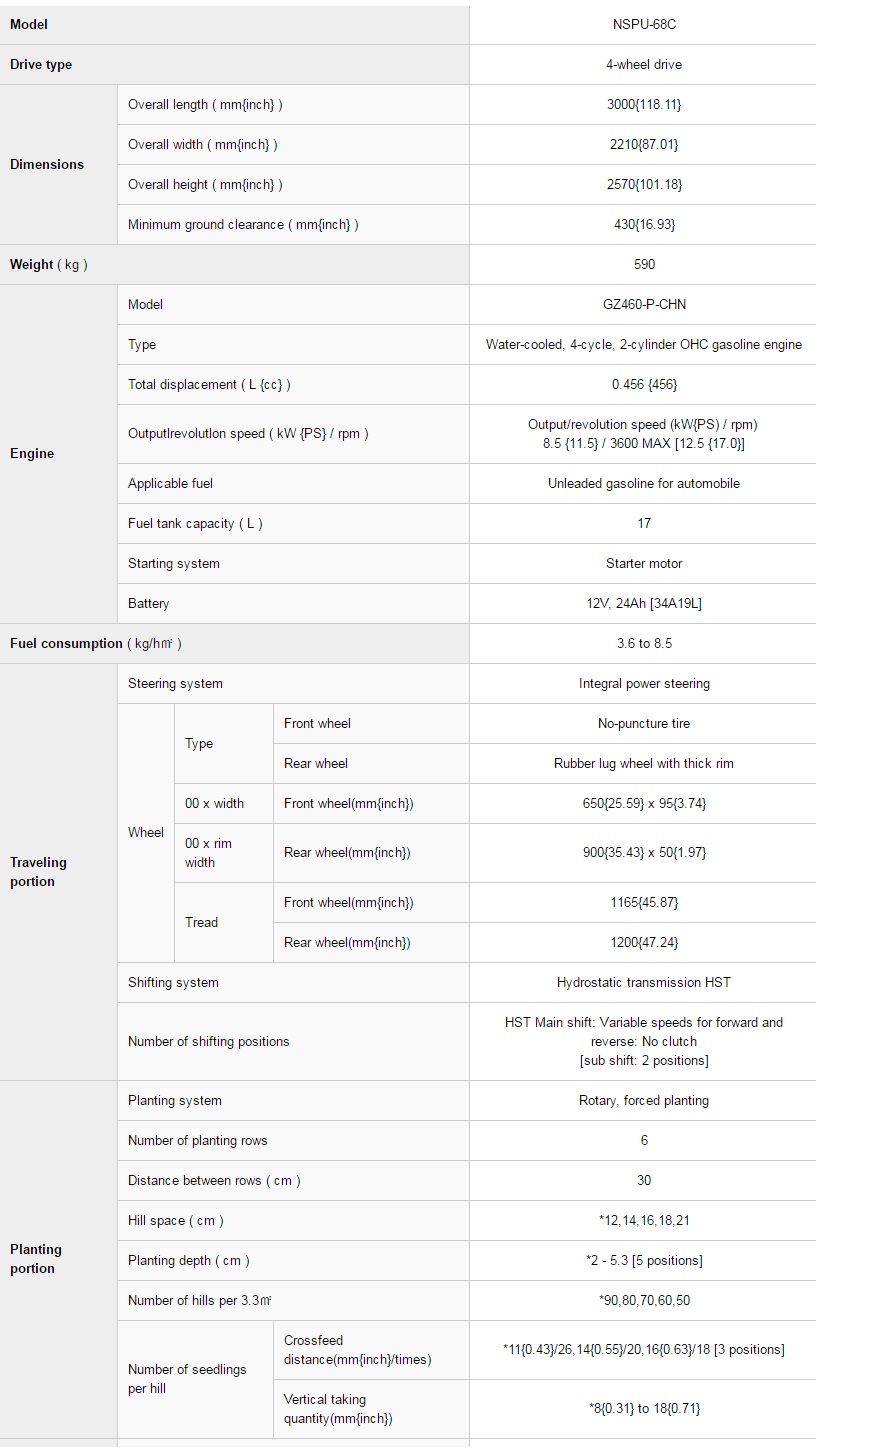 Model NSPU-68C
Drive type 4-wheel drive
Dimensions
Overall length ( mm{inch} ) 3000{118.11}
Overall width ( mm{inch} ) 2210{87.01}
Overall height ( mm{inch} ) 2570{101.18}
Minimum ground clearance ( mm{inch} ) 430{16.93}
Weight ( kg ) 590
Engine
Model GZ460-P-CHN
Type Water-cooled, 4-cycle, 2-cylinder OHC gasoline engine
Total displacement ( L {cc} ) 0.456 {456}
Outputlrevolutlon speed ( kW {PS} / rpm ) Output/revolution speed (kW{PS) / rpm)
8.5 {11.5} / 3600 MAX [12.5 {17.0}]
Applicable fuel Unleaded gasoline for automobile
Fuel tank capacity ( L ) 17
Starting system Starter motor
Battery 12V, 24Ah [34A19L]
Fuel consumption ( kg/h㎡ ) 3.6 to 8.5
Traveling
portion
Steering system Integral power steering
Wheel
Type
Front wheel No-puncture tire
Rear wheel Rubber lug wheel with thick rim
00 x width Front wheel(mm{inch}) 650{25.59} x 95{3.74}
00 x rim
width
Rear wheel(mm{inch}) 900{35.43} x 50{1.97}
Tread
Front wheel(mm{inch}) 1165{45.87}
Rear wheel(mm{inch}) 1200{47.24}
Shifting system Hydrostatic transmission HST
Number of shifting positions
HST Main shift: Variable speeds for forward and
reverse: No clutch
[sub shift: 2 positions]
Planting
portion
Planting system Rotary, forced planting
Number of planting rows 6
Distance between rows ( cm ) 30
Hill space ( cm ) *12,14,16,18,21
Planting depth ( cm ) *2 - 5.3 [5 positions]
Number of hills per 3.3㎡ *90,80,70,60,50
Number of seedlings
per hill
Crossfeed
distance(mm{inch}/times)
*11{0.43}/26,14{0.55}/20,16{0.63}/18 [3 positions]
Vertical taking
quantity(mm{inch})
*8{0.31} to 18{0.71}